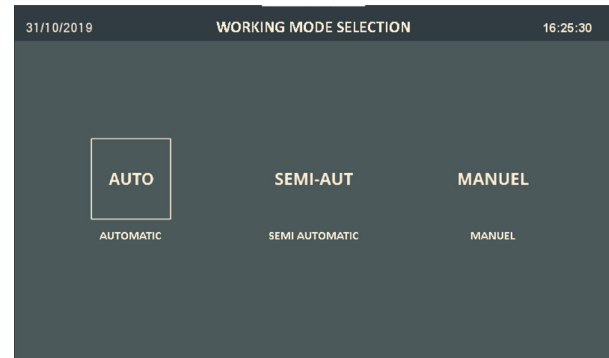 31/10/2019 WORKING MODE SELECTION 16:25:30
AUTO SEMI-AUT MANUEL
AUTOMATIC SEMI AUTOMATIC MANUEL